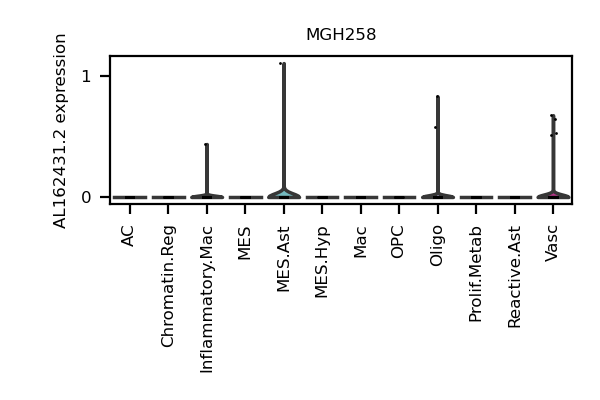 MGH258
AL162431.2 expression
1
0
AC
Chromatin.Reg
Inflammatory.Mac
MES
MES.Ast
MES.Hyp
Mac
OPC
Oligo
Prolif.Metab
Reactive.Ast
Vasc